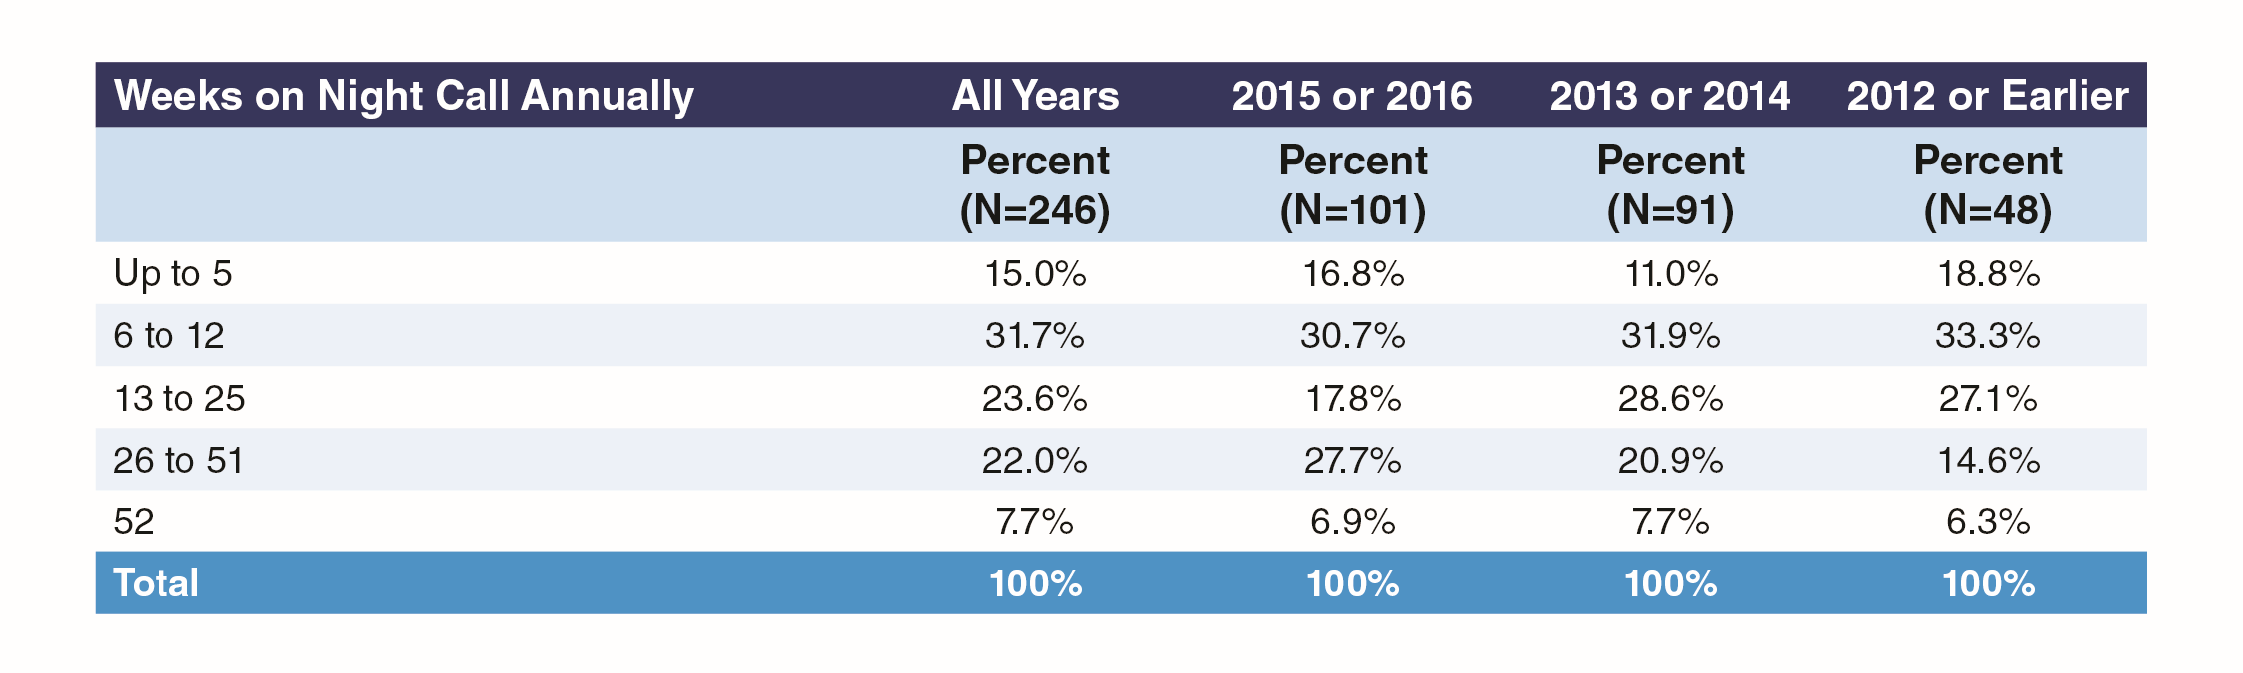 Weeks on Night Call Annually All Years 2015 or 2016 2013 or 2014 2012 or Earlier
Percent Percent Percent Percent
(N=246) (N=101) (N=91) (N=48)
Up to 5 15.0% 16.8% 11.0% 18.8%
6 to 12 31.7% 30.7% 31.9% 33.3%
13 to 25 23.6% 17.8% 28.6% 27.1%
26 to 51 22.0% 27.7% 20.9% 14.6%
52 7.7% 6.9% 7.7% 6.3%
Total 100% 100% 100% 100%